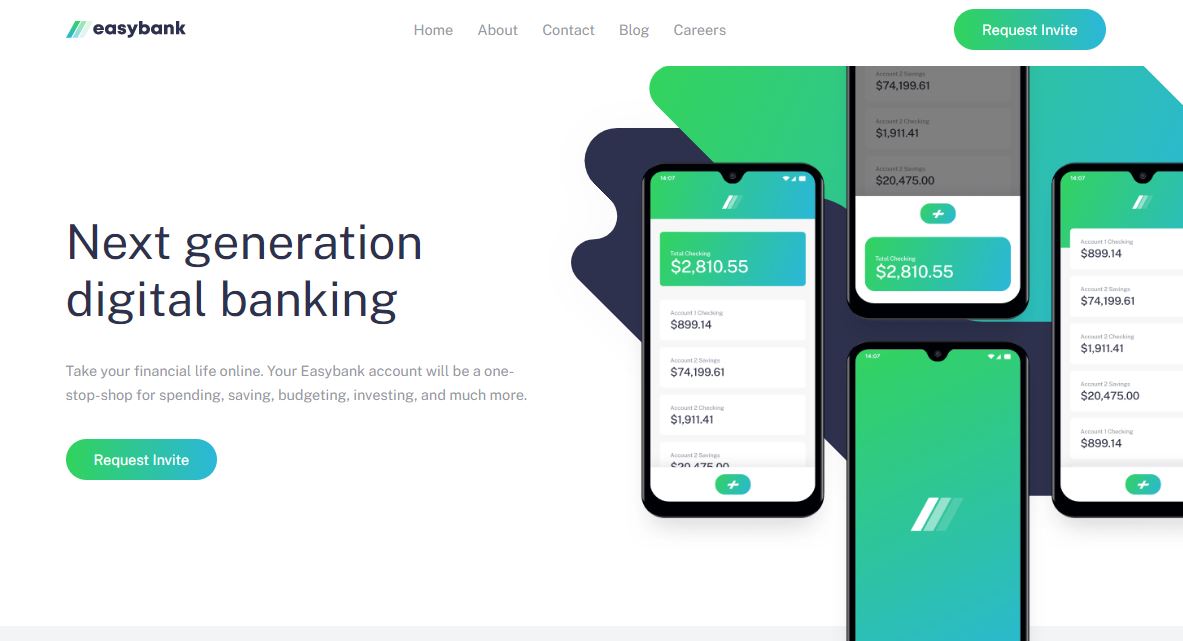 easybank
Home
About
Contact
Blog
Careers
Request Invite
Next generation
digital banking
Take your financial life online. Your Easybank account will be a one-
stop-shop for spending, saving, budgeting, investing, and much more.
Request Invite
14:07
Total Checking
$2,810.55
Account 1 Checking
$899.14
Account 2 Savings
$74,199.61
Account 2 Checking
$1,911.41
Account 2 Savings
$20,475.00
Account 2 Savings
$74,199.61
Account 2 Checking
$1,911.41
Account 2 Savings
$20,475.00
Total Checking
$2,810.55
14:07
14:07
Account 1 Checking
$899.14
Account 2 Savings
$74,199.61
Account 2 Checking
$1,911.41
Account 2 Savings
$20,475.00
Account 1 Checking
$899.14